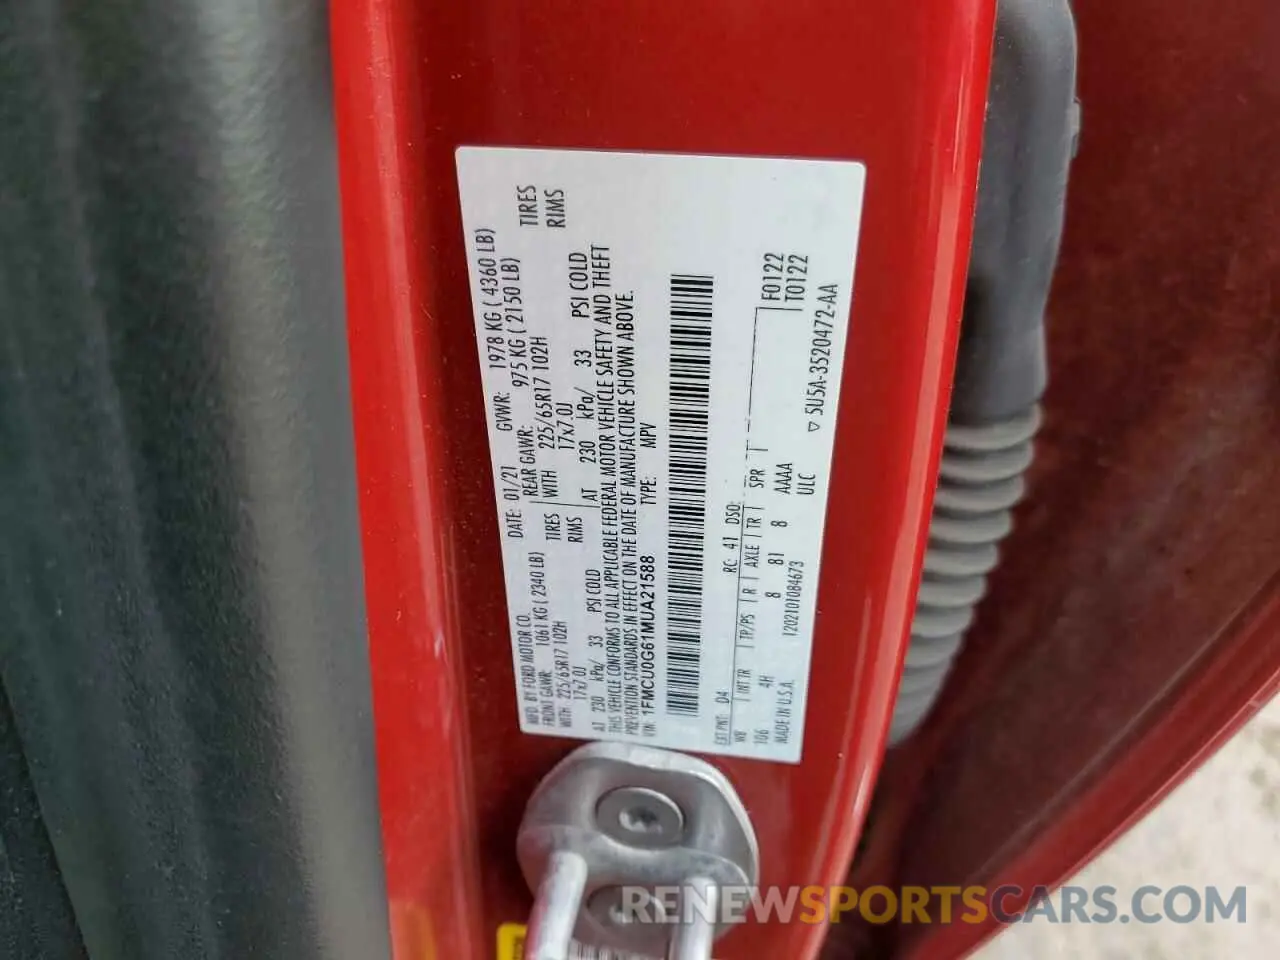 MFD. BY FORD MOTOR CO.
DATE: 01/21 GVWR: 1978 KG ( 4360 LB)
FRONT GAWR: 1061 KG ( 2340 LB) REAR GAWR: 975 KG ( 2150 LB)
WITH 225/65R17 102H TIRES WITH 225/65R17 102H TIRES
17x7.0J RIMS 17x7.0J RIMS
AT 230 kPa/ 33 PSI COLD AT 230 kPa/ 33 PSI COLD
THIS VEHICLE CONFORMS TO ALL APPLICABLE FEDERAL MOTOR VEHICLE SAFETY AND THEFT
PREVENTION STANDARDS IN EFFECT ON THE DATE OF MANUFACTURE SHOWN ABOVE.
VIN: 1FMCU0G61MUA21588 TYPE: MPV
EXT PNT: D4 RC: 41 DSO:
WB INT TR TP/PS R AXLE TR SPR F0122
106 4H 8 81 8 AAAA T0122
MADE IN U.S.A. 120210108​4673 ULC ▽ 5U5A-3520472-AA
RENEWSPORTSCARS.COM